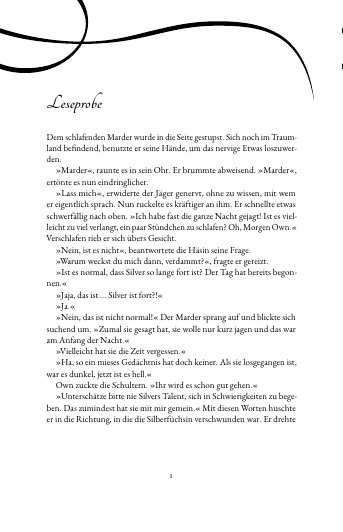 Leseprobe
Dem schlafenden Marder wurde in die Seite gestupst. Sich noch im Traum-
land befindend, benutzte er seine Hände, um das nervige Etwas loszuwer-
den.
»Marder«, raunte es in sein Ohr. Er brummte abweisend. »Marder«,
ertönte es nun eindringlicher.
»Lass mich«, erwiderte der Jäger genervt, ohne zu wissen, mit wem
er eigentlich sprach. Nun ruckelte es kräftiger an ihm. Er schnellte etwas
schwerfällig nach oben. »Ich habe fast die ganze Nacht gejagt! Ist es viel-
leicht zu viel verlangt, ein paar Stündchen zu schlafen? Oh, Morgen Own.«
Verschlafen rieb er sich übers Gesicht.
»Nein, ist es nicht«, beantwortete die Häsin seine Frage.
»Warum weckst du mich dann, verdammt?«, fragte er gereizt.
»Ist es normal, dass Silver so lange fort ist? Der Tag hat bereits begon-
nen.«
»Jaja, das ist ... Silver ist fort?!«
»Ja.«
»Nein, das ist nicht normal!« Der Marder sprang auf und blickte sich
suchend um. »Zumal sie gesagt hat, sie wolle nur kurz jagen und das war
am Anfang der Nacht.«
»Vielleicht hat sie die Zeit vergessen.«
»Ha, so ein mieses Gedächtnis hat doch keiner. Als sie losgegangen ist,
war es dunkel, jetzt ist es hell.«
Own zuckte die Schultern. »Ihr wird es schon gut gehen.«
»Unterschätze bitte nie Silvers Talent, sich in Schwierigkeiten zu bege-
ben. Das zumindest hat sie mit mir gemein.« Mit diesen Worten huschte
er in die Richtung, in die die Silberfüchsin verschwunden war. Er drehte
1